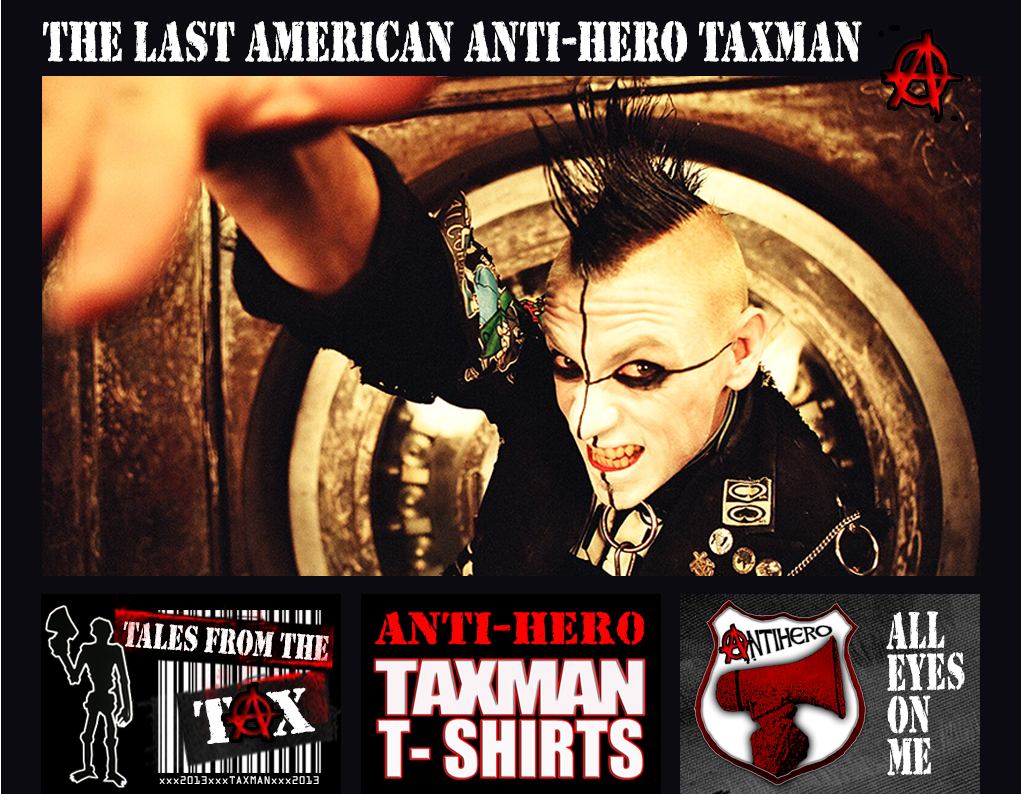 THE LAST AMERICAN ANTI-HERO TAXMAN
TALES FROM THE
TAX
xxx2013xxxTAXMANxxx2013
ANTI-HERO
TAXMAN
T- SHIRTS
ANTIHERO
ALL
EYES
ON
ME